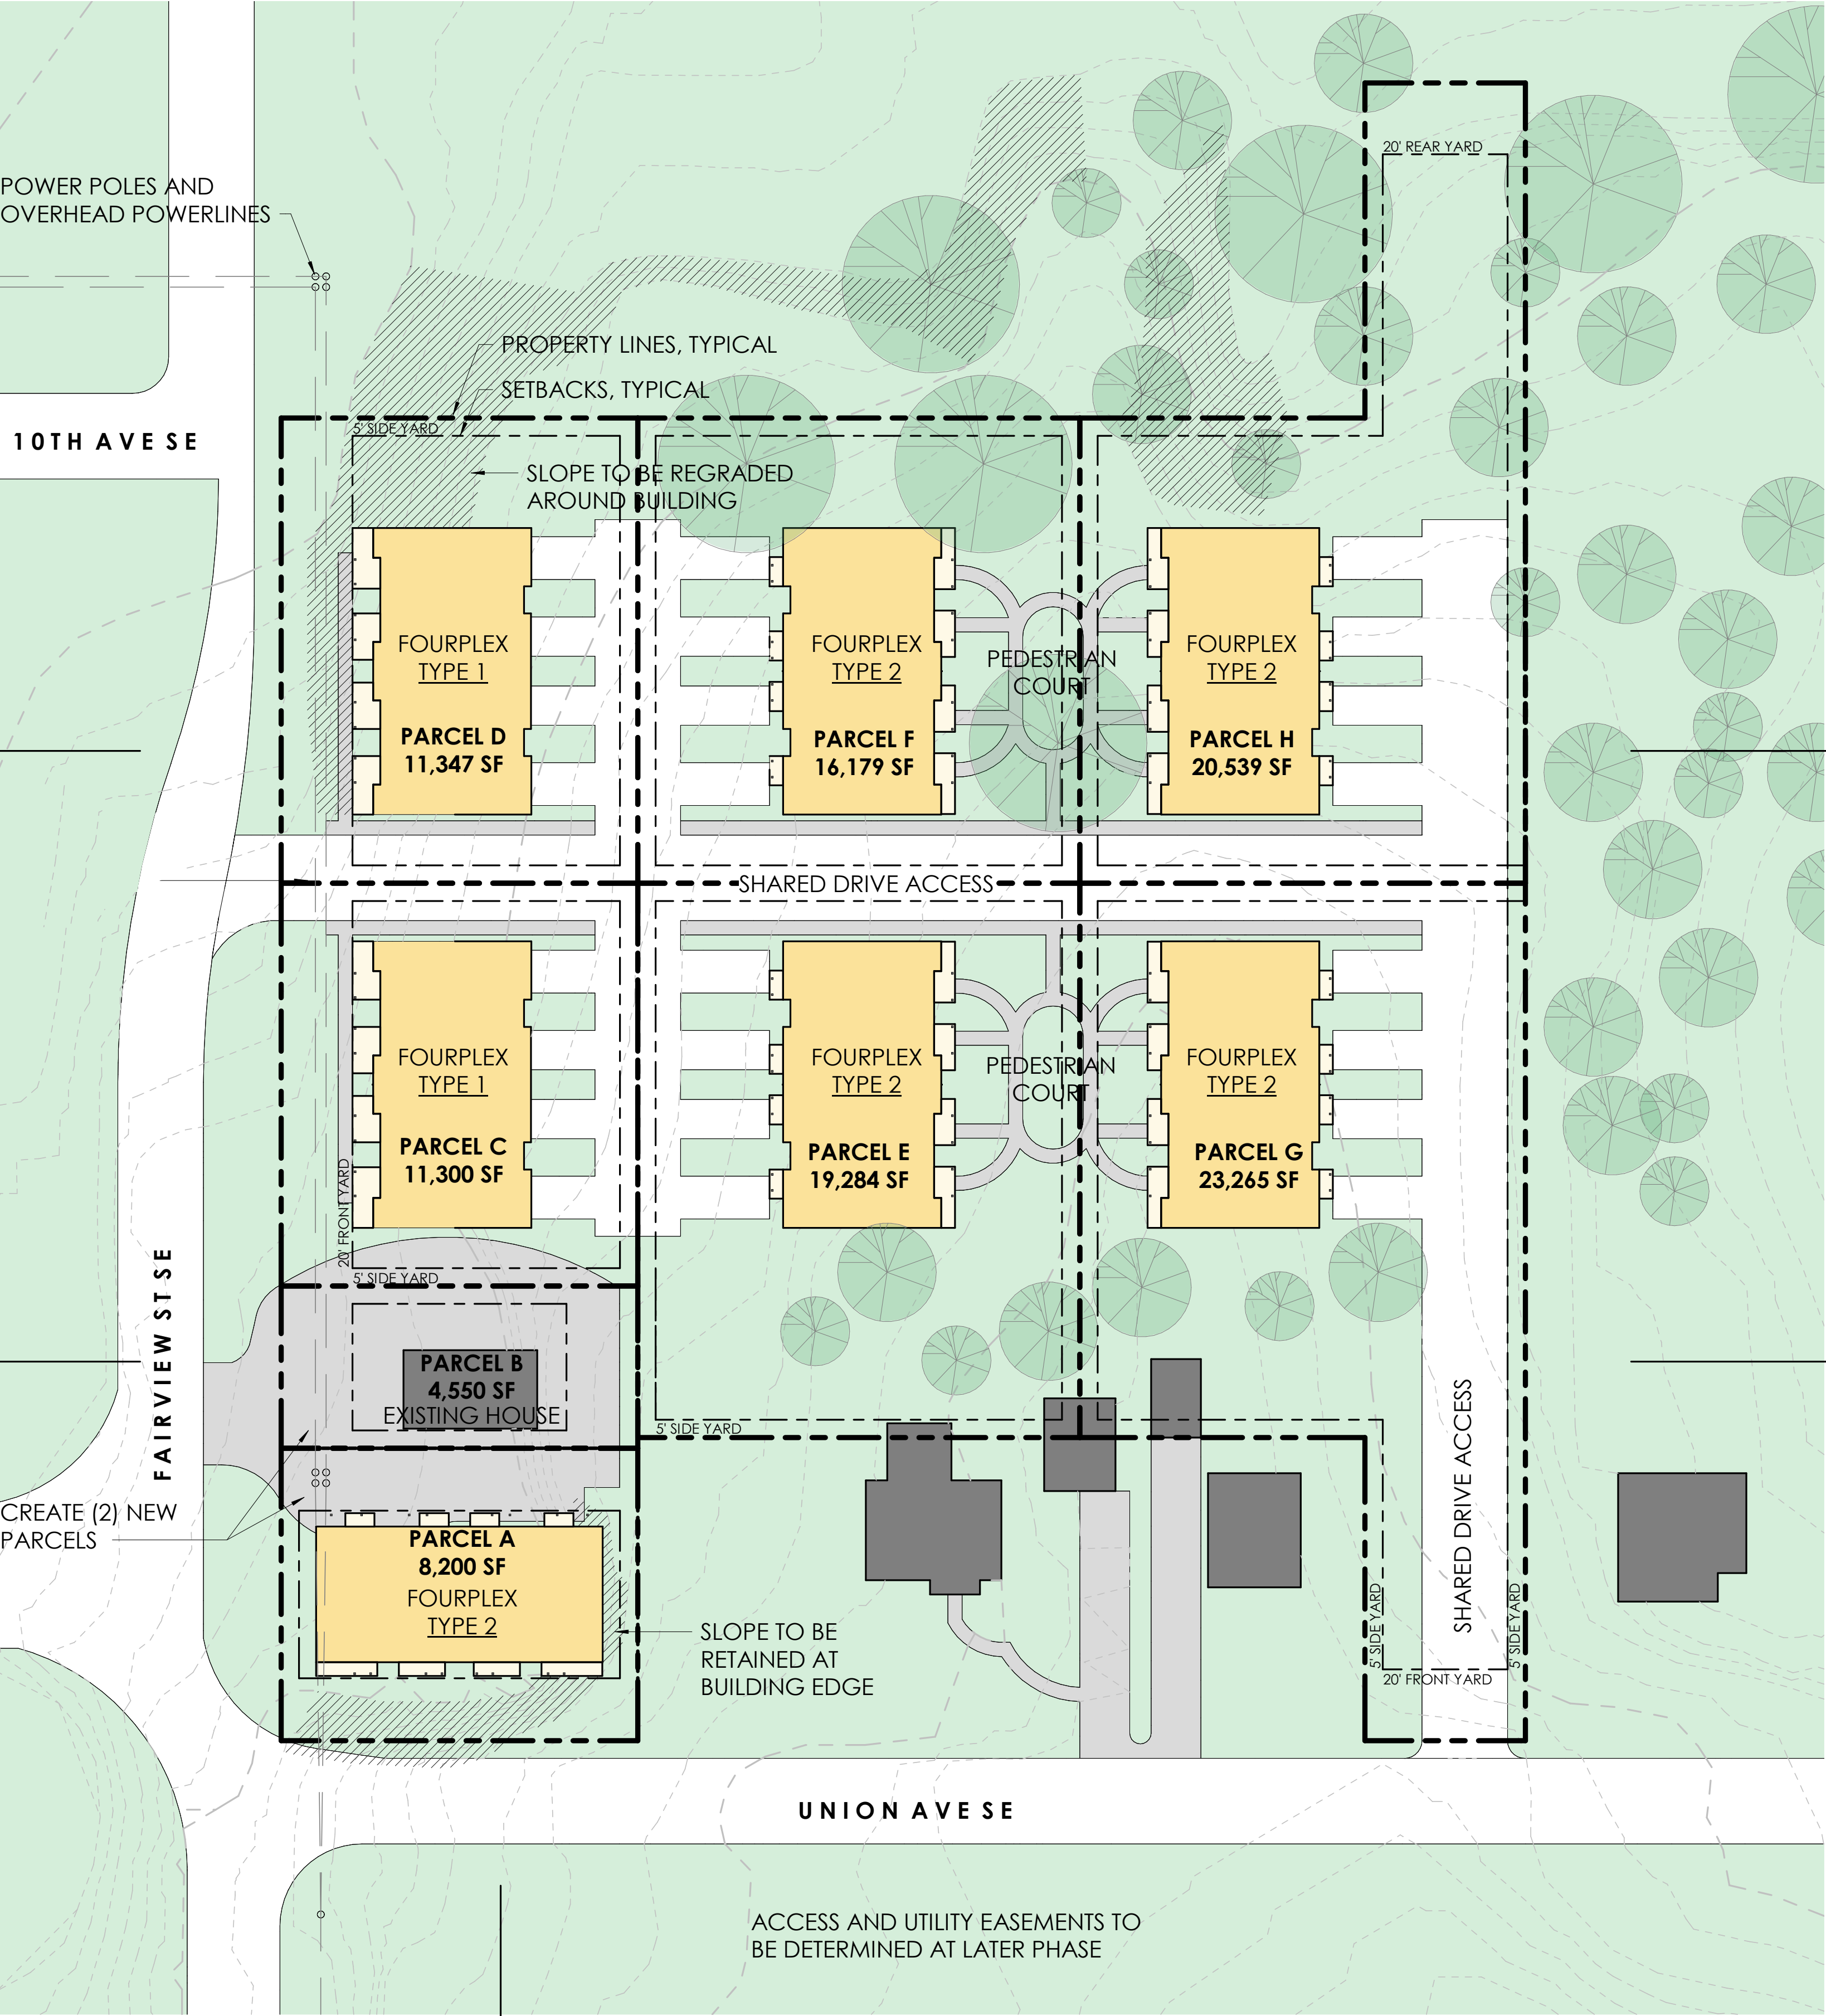 20' REAR YARD
POWER POLES AND
OVERHEAD POWERLINES
PROPERTY LINES, TYPICAL
SETBACKS, TYPICAL
5' SIDE YARD
10TH AVE SE
SLOPE TO BE REGRADED
AROUND BUILDING
FOURPLEX
TYPE 1
PARCEL D
11,347 SF
FOURPLEX
TYPE 2
PARCEL F
16,179 SF
PEDESTRIAN
COURT
FOURPLEX
TYPE 2
PARCEL H
20,539 SF
SHARED DRIVE ACCESS
FOURPLEX
TYPE 1
PARCEL C
11,300 SF
FOURPLEX
TYPE 2
PARCEL E
19,284 SF
PEDESTRIAN
COURT
FOURPLEX
TYPE 2
PARCEL G
23,265 SF
20' FRONT YARD
5' SIDE YARD
FAIRVIEW ST SE
PARCEL B
4,550 SF
EXISTING HOUSE
5' SIDE YARD
SHARED DRIVE ACCESS
CREATE (2) NEW
PARCELS
PARCEL A
8,200 SF
FOURPLEX
TYPE 2
SLOPE TO BE
RETAINED AT
BUILDING EDGE
5' SIDE YARD
5' SIDE YARD
20' FRONT YARD
UNION AVE SE
ACCESS AND UTILITY EASEMENTS TO
BE DETERMINED AT LATER PHASE